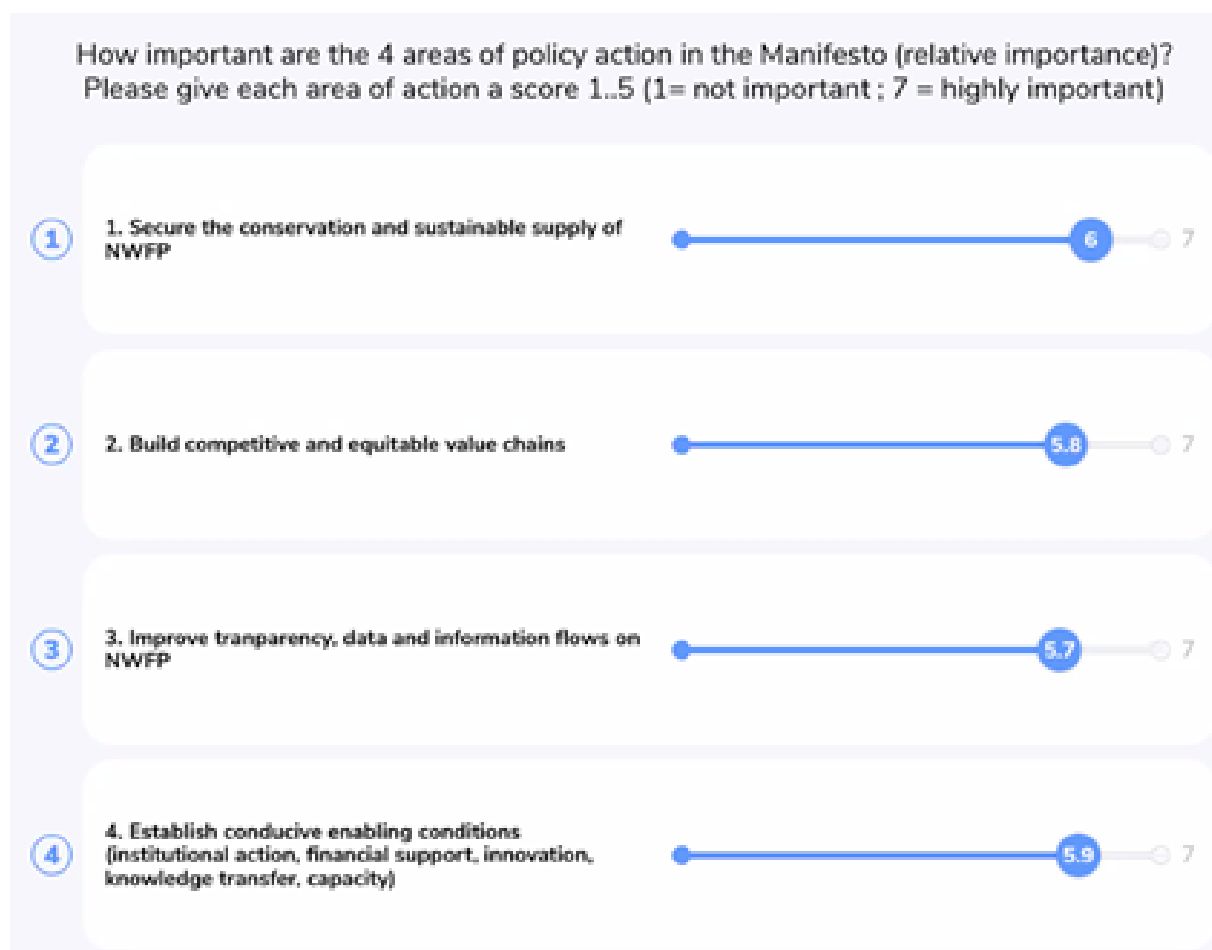 How important are the 4 areas of policy action in the Manifesto (relative importance)?
Please give each area of action a score 1..5 (1= not important ; 7 = highly important)
1
1. Secure the conservation and sustainable supply of
NWFP
6
7
2
2. Build competitive and equitable value chains
5.8
7
3
3. Improve tranparency, data and information flows on
NWFP
5.7
7
4
4. Establish conducive enabling conditions
(institutional action, financial support, innovation,
knowledge transfer, capacity)
5.9
7